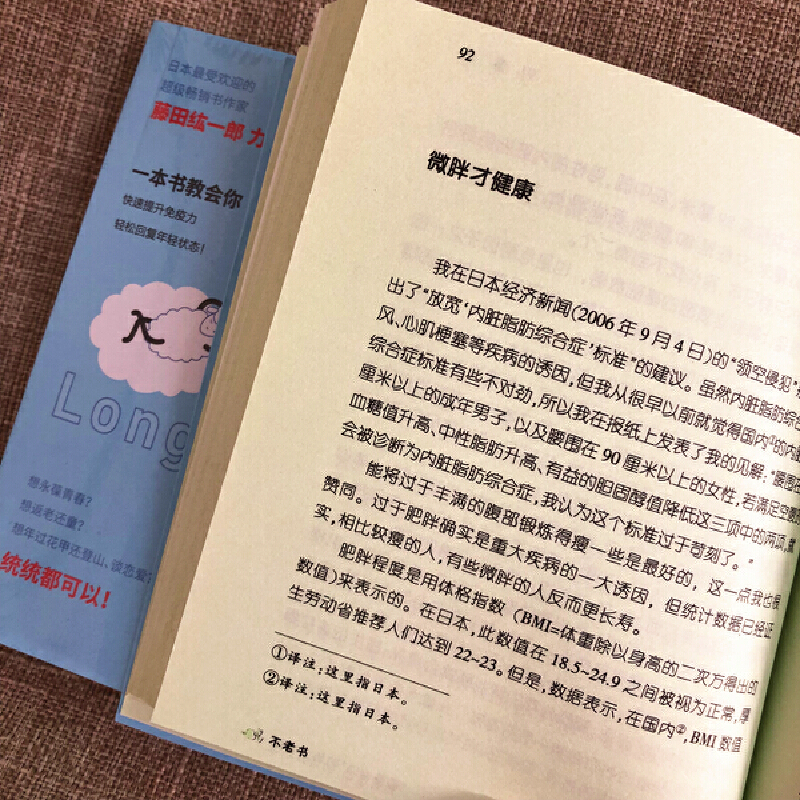 日本最受欢迎的
超级畅销书作家
藤田纮一郎 力
一本书教会你
快速提升免疫力
轻松回复年轻状态!
Long
想永葆青春?
想返老还童?
想年过花甲还登山、谈恋爱?
统统都可以!
92
微胖才健康
我在日本经济新闻(2006年9月4日)的“领空侵犯”
出了“放宽‘内脏脂肪综合症’标准”的建议。虽然内脏脂肪综合
风、心肌梗塞等疾病的诱因,但我从很早以前就觉得国内①的内脏
综合症标准有些不对劲,所以我在报纸上发表了我的见解:“腰围在
厘米以上的成年男子,以及腰围在90厘米以上的女性,若满足空腹
血糖值升高、中性脂肪升高、有益的胆固醇值降低这三项中的两项,就
会被诊断为内脏脂肪综合症,我认为这个标准过于苛刻了。”
能将过于丰满的腹部锻炼得瘦一些是最好的,这一点我也很
赞同。过于肥胖确实是重大疾病的一大诱因,但统计数据已经证
实,相比较瘦的人,有些微胖的人反而更长寿。
肥胖程度是用体格指数(BMI=体重除以身高的二次方得出的
数值)来表示的。在日本,此数值在18.5~24.9之间被视为正常,厚
生劳动省推荐人们达到22~23。但是,数据表示,在国内②,BMI数值
①译注:这里指日本。
②译注:这里指日本。
不老书